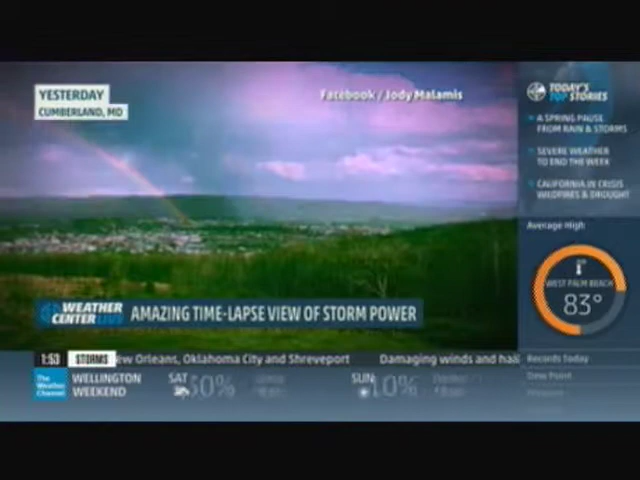 YESTERDAY
CUMBERLAND, MD
Facebook / Jody Malamis
TODAY'S
TOP STORIES
A SPRING PAUSE
FROM RAIN & STORMS
SEVERE WEATHER
TO END THE WEEK
CALIFORNIA IN CRISIS
WILDFIRES & DROUGHT
Average High
WEST PALM BEACH
83°
WEATHER
CENTER LIVE
AMAZING TIME-LAPSE VIEW OF STORM POWER
1:53
STORMS
ew Orleans, Oklahoma City and Shreveport
Damaging winds and hail
Records Today
Dew Point
The
Weather
Channel
WELLINGTON
WEEKEND
SAT
SUN
10%